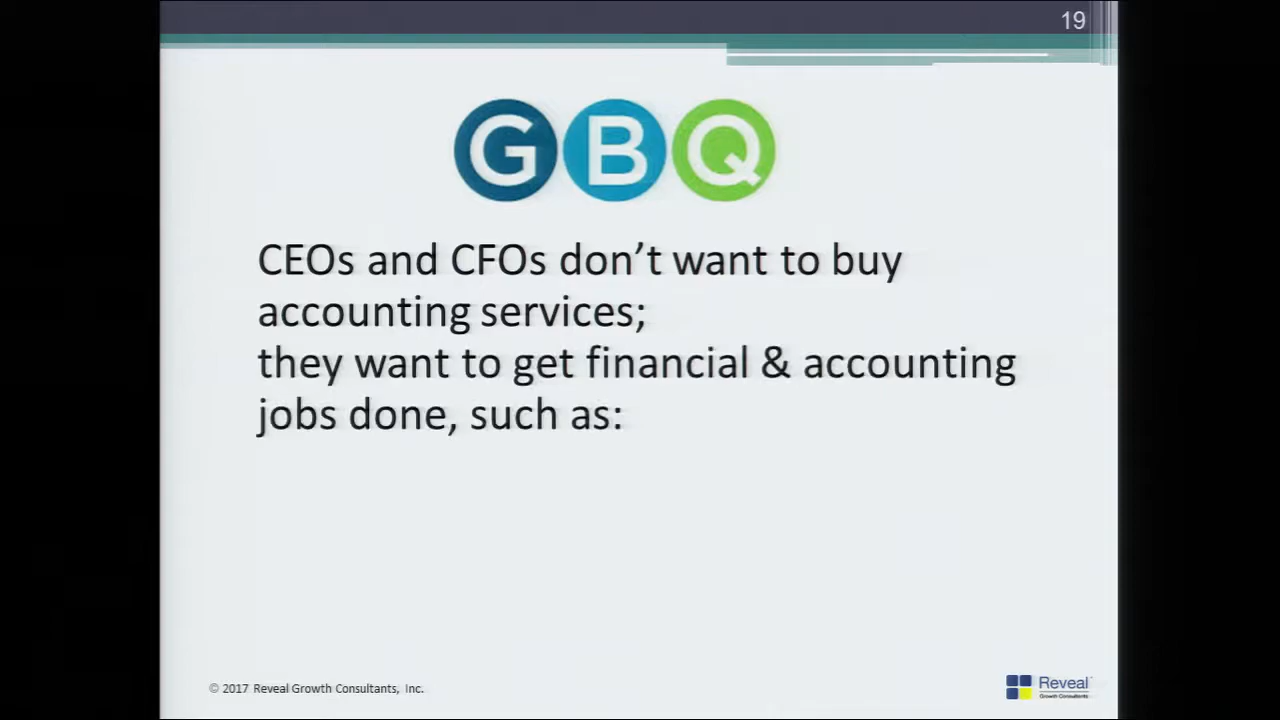 19
GBQ
CEOs and CFOs don’t want to buy
accounting services;
they want to get financial & accounting
jobs done, such as:
© 2017 Reveal Growth Consultants, Inc.
Reveal
Growth Consultants